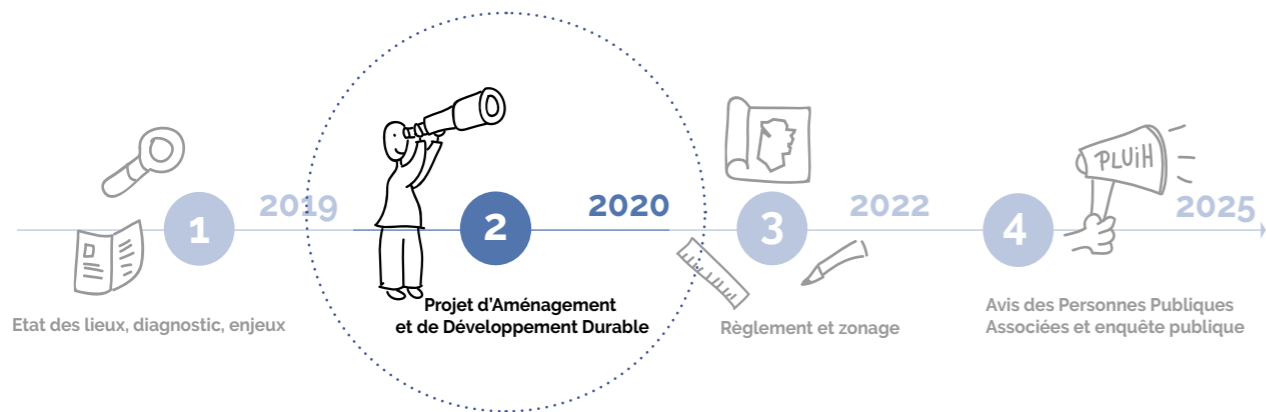 1
2019
Etat des lieux, diagnostic, enjeux
2
2020
Projet d'Aménagement
et de Développement Durable
3
2022
Règlement et zonage
4
PLUiH
2025
Avis des Personnes Publiques
Associées et enquête publique